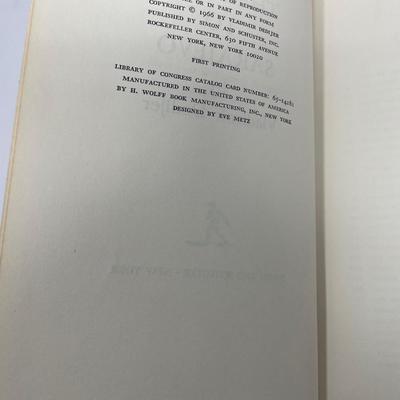 OF REPRODUCTION
OR IN PART IN ANY FORM
COPYRIGHT © 1966 BY VLADIMIR DEDIJER
PUBLISHED BY SIMON AND SCHUSTER, INC.
ROCKEFELLER CENTER, 630 FIFTH AVENUE
NEW YORK, NEW YORK 10020
FIRST PRINTING
LIBRARY OF CONGRESS CATALOG CARD NUMBER: 65-14281
MANUFACTURED IN THE UNITED STATES OF AMERICA
BY H. WOLFF BOOK MANUFACTURING, INC., NEW YORK
DESIGNED BY EVE METZ